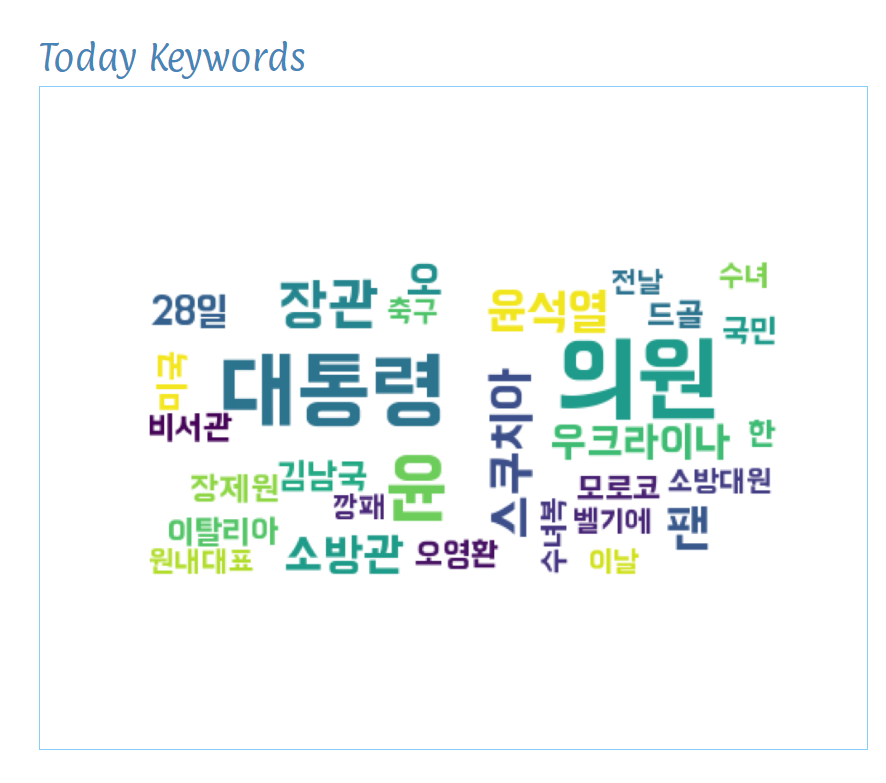 Today Keywords
오
전날
수녀
28일
장관
축구
윤석열
드골
국민
논의
대통령
의원
비서관
스쿠치아
우크라이나
한
장제원
김남국
윤
모로코
소방대원
깡패
이탈리아
수녀복
벨기에
팬
원내대표
소방관
오영환
이날